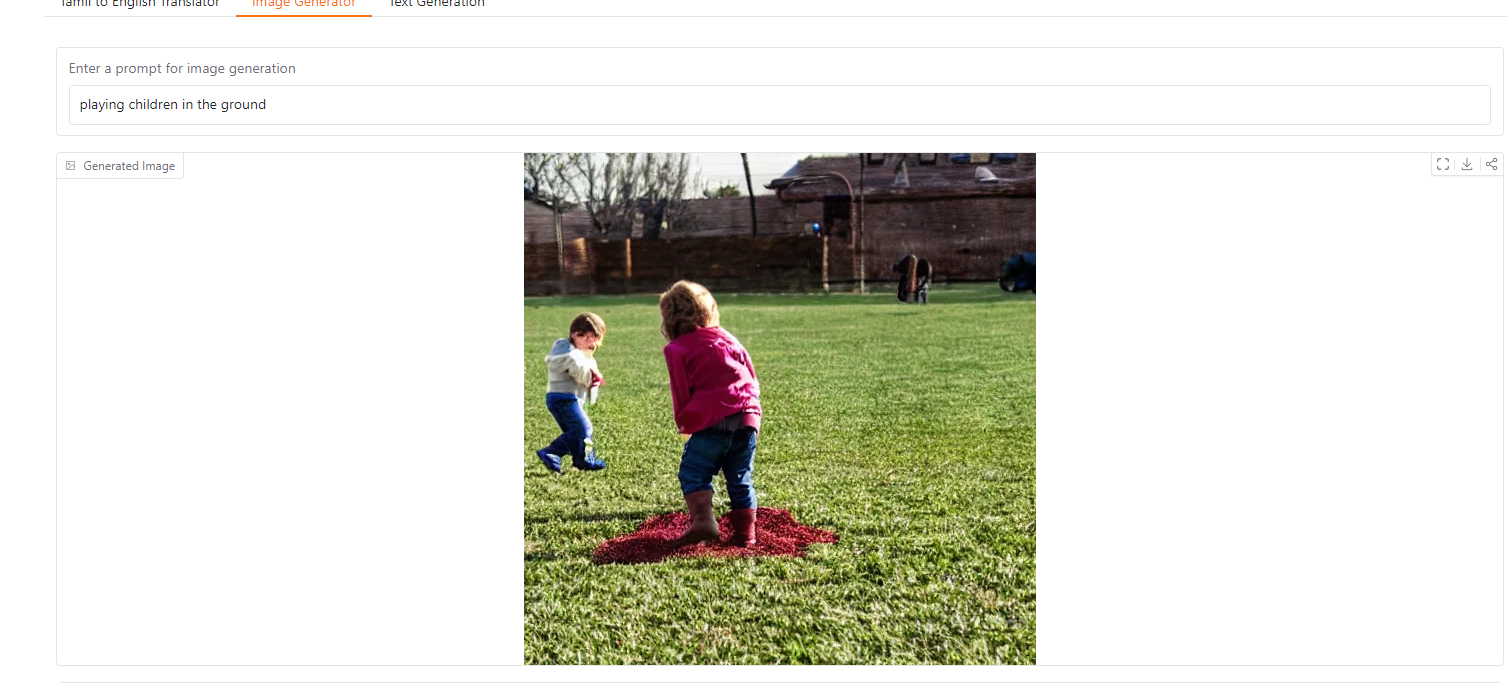 Tamil to English Translator Image Generator Text Generation
Enter a prompt for image generation
playing children in the ground
Generated Image